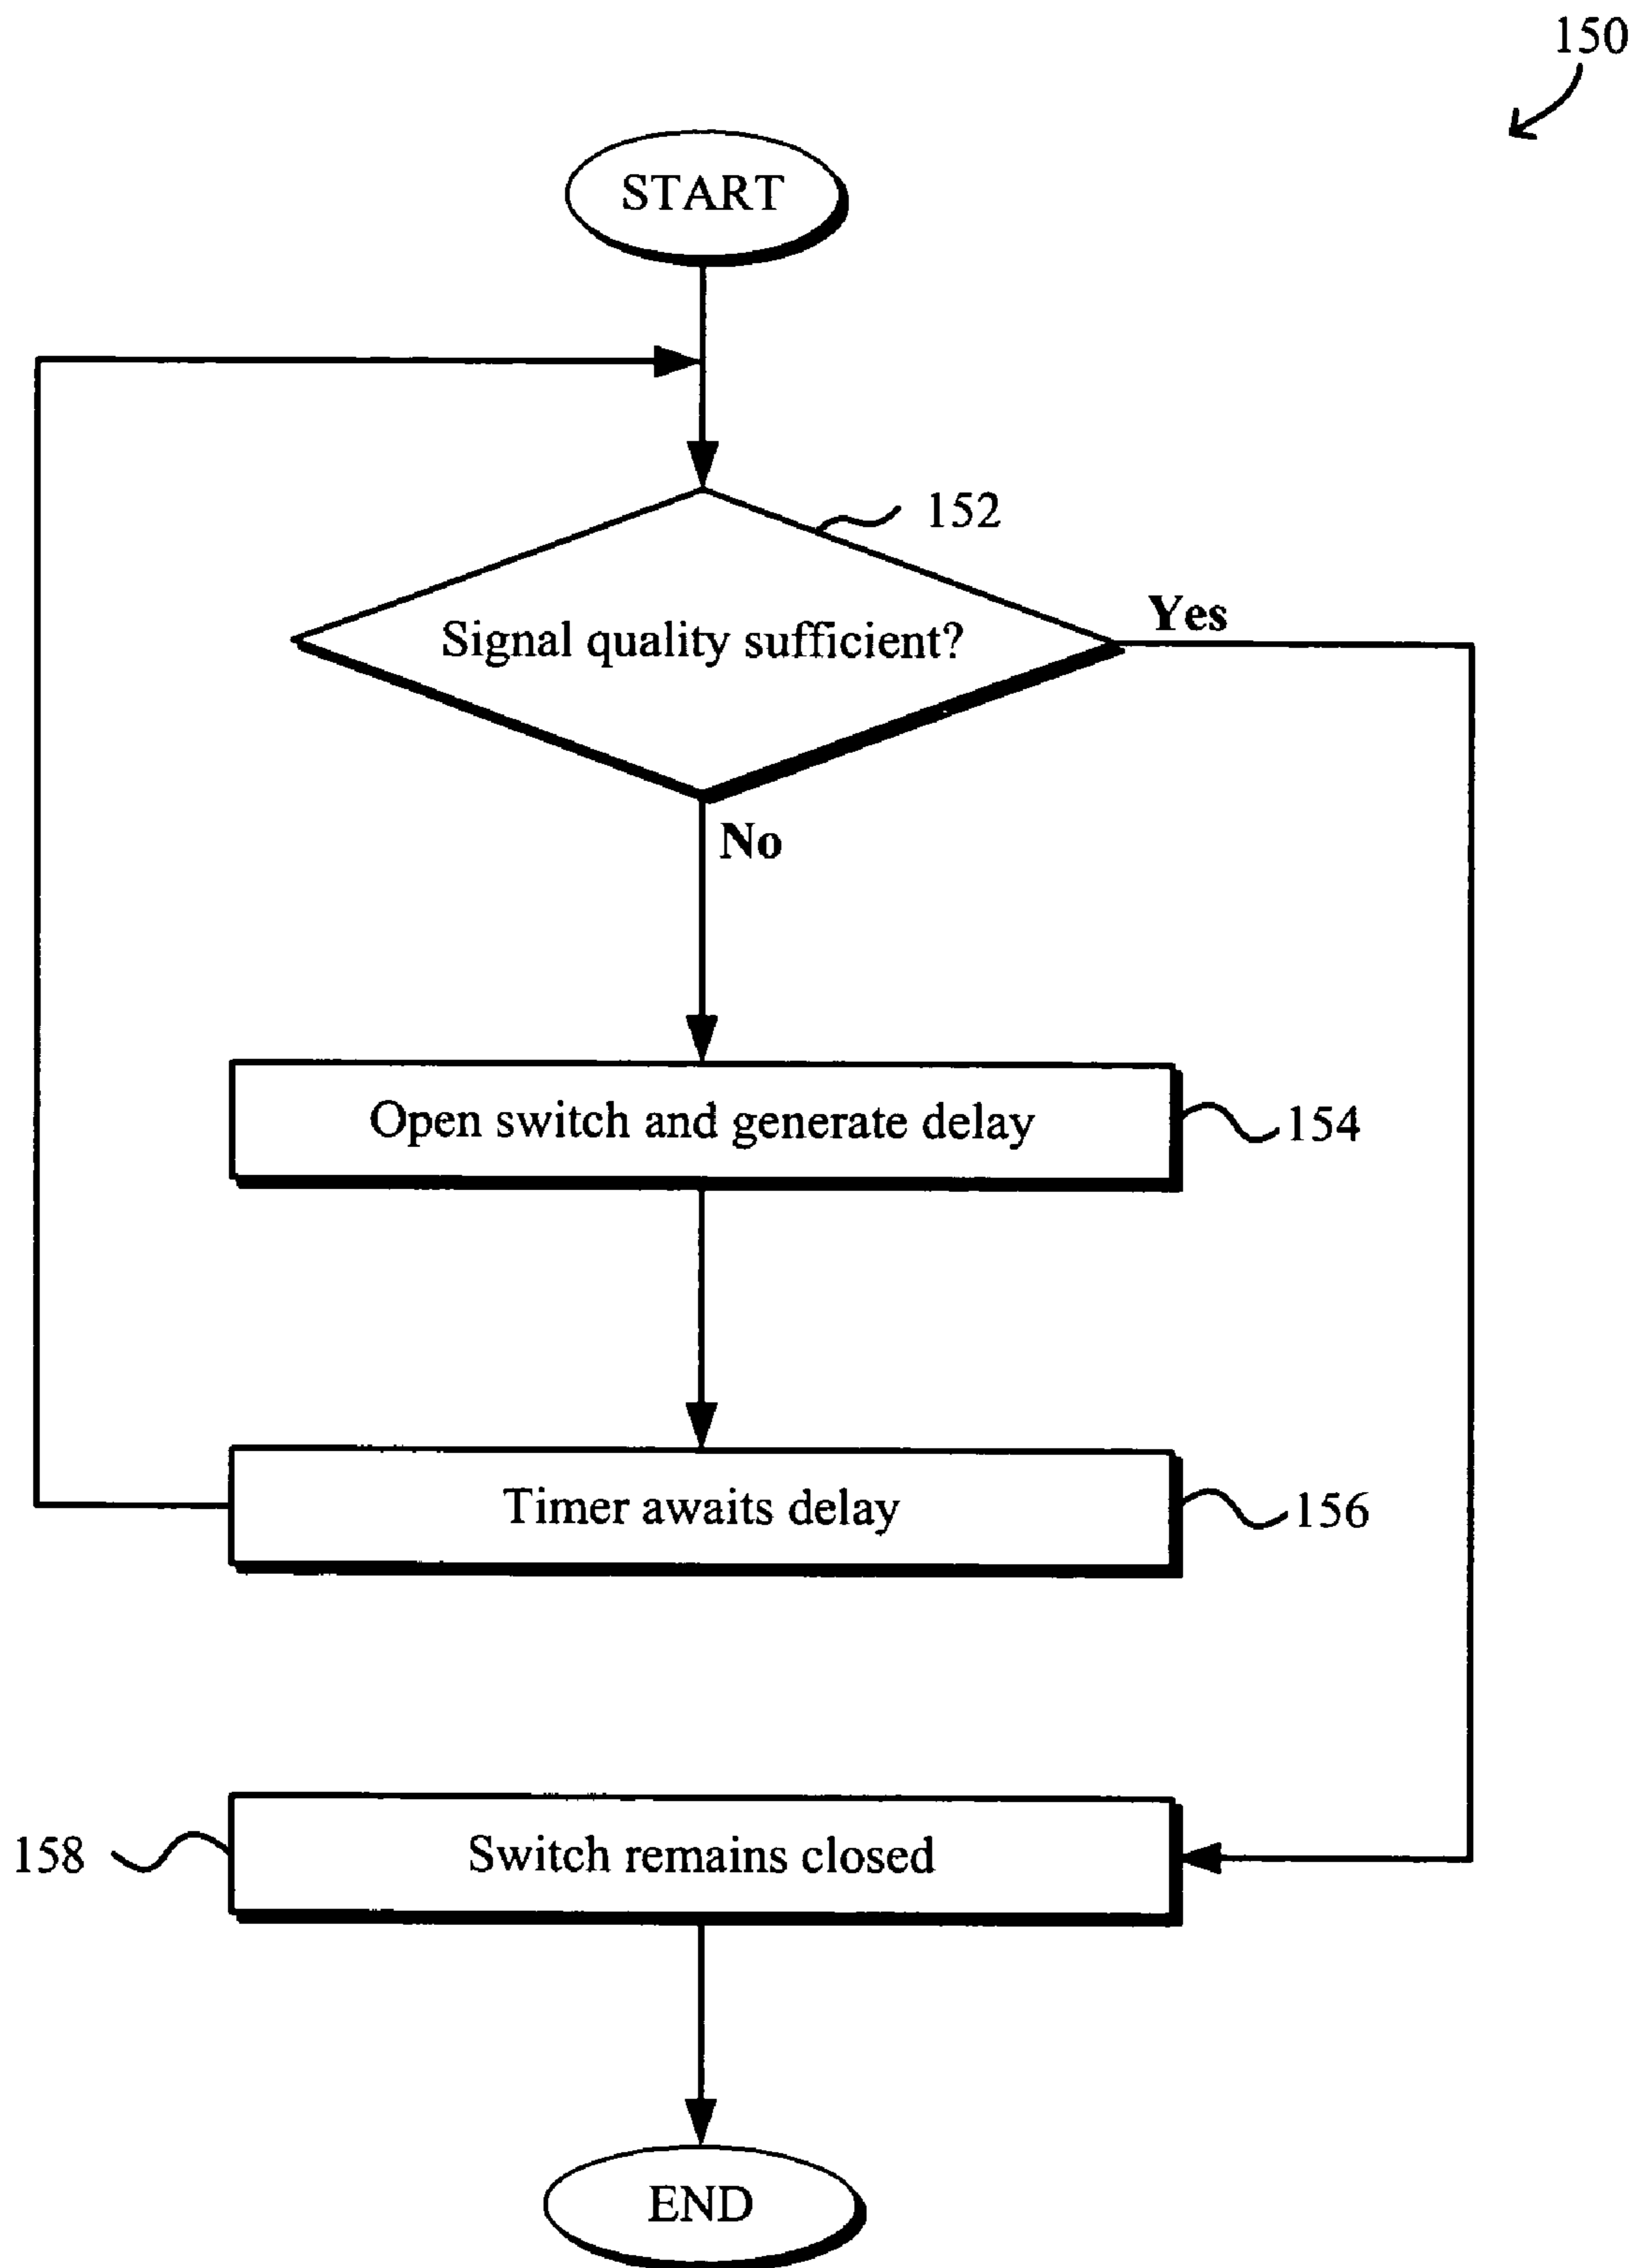 150
START
152
Signal quality sufficient?
Yes
No
Open switch and generate delay
154
Timer awaits delay
156
158
Switch remains closed
END